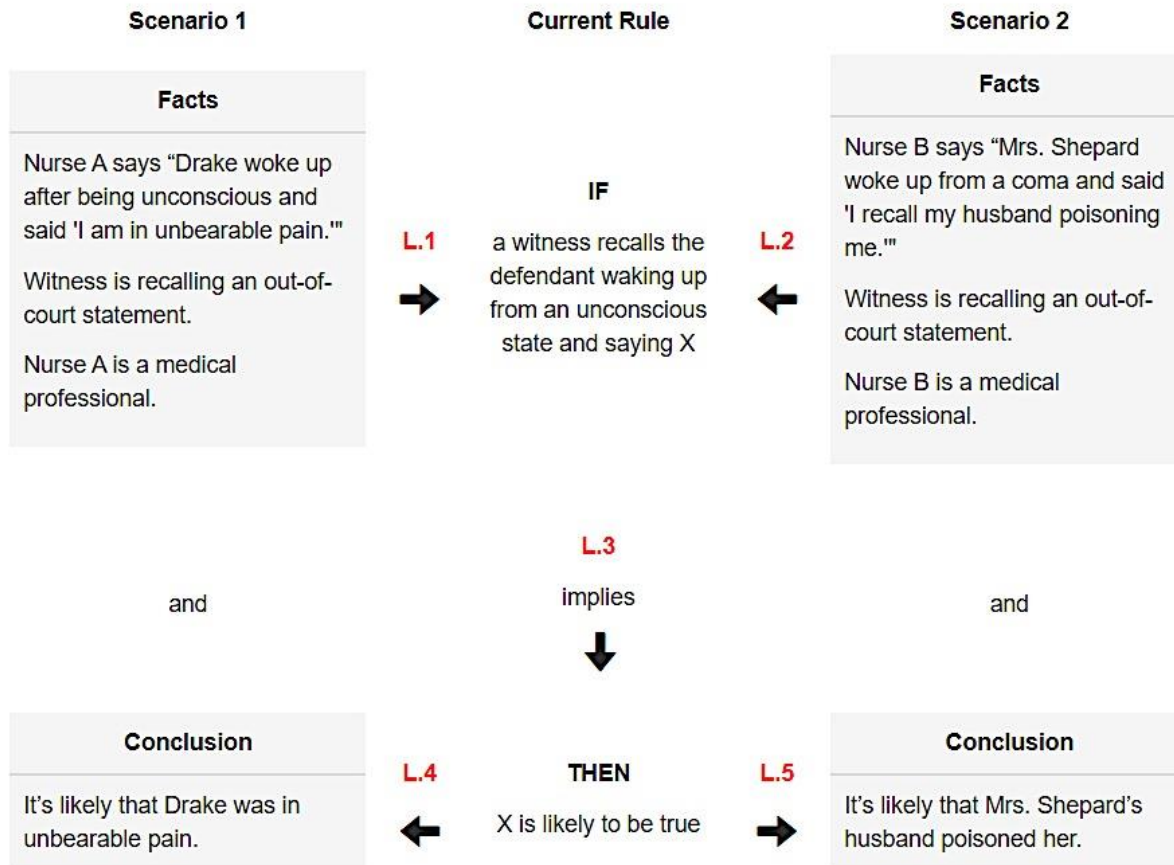 Scenario 1
Current Rule
Scenario 2
Facts
Nurse A says “Drake woke up
after being unconscious and
said 'I am in unbearable pain.'"
Witness is recalling an out-of-
court statement.
Nurse A is a medical
professional.
L.1
IF
a witness recalls the
defendant waking up
from an unconscious
state and saying X
L.2
Facts
Nurse B says “Mrs. Shepard
woke up from a coma and said
'I recall my husband poisoning
me.'"
Witness is recalling an out-of-
court statement.
Nurse B is a medical
professional.
and
L.3
implies
and
Conclusion
It’s likely that Drake was in
unbearable pain.
L.4
THEN
X is likely to be true
L.5
Conclusion
It’s likely that Mrs. Shepard’s
husband poisoned her.